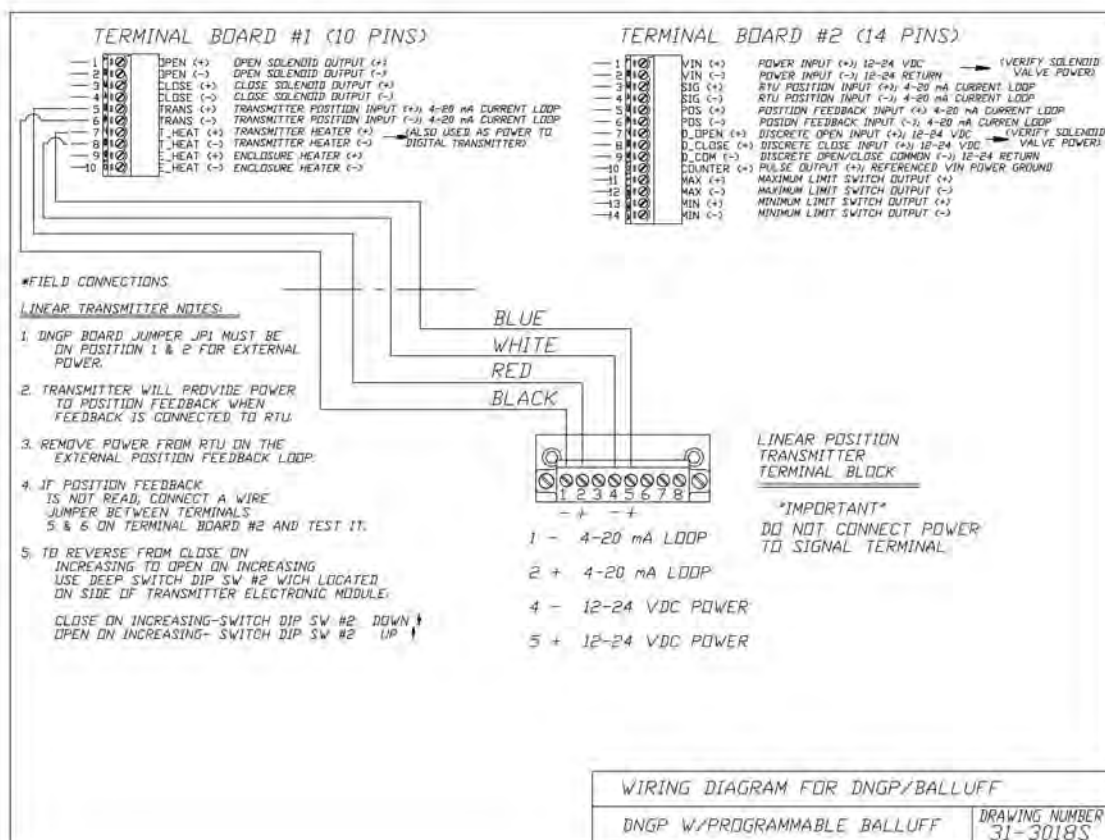 TERMINAL BOARD #1 (10 PINS)
1 OPEN (+) OPEN SOLENOID OUTPUT (+)
2 OPEN (-) OPEN SOLENOID OUTPUT (-)
3 CLOSE (+) CLOSE SOLENOID OUTPUT (+)
4 CLOSE (-) CLOSE SOLENOID OUTPUT (-)
5 TRANS (+) TRANSMITTER POSITION INPUT (+); 4-20 mA CURRENT LOOP
6 TRANS (-) TRANSMITTER POSITION INPUT (-); 4-20 mA CURRENT LOOP
7 T_HEAT (+) TRANSMITTER HEATER (+) (ALSO USED AS POWER TO
8 T_HEAT (-) TRANSMITTER HEATER (-) DIGITAL TRANSMITTER)
9 E_HEAT (+) ENCLOSURE HEATER (+)
10 E_HEAT (-) ENCLOSURE HEATER (-)
TERMINAL BOARD #2 (14 PINS)
1 VIN (+) POWER INPUT (+); 12-24 VDC (VERIFY SOLENOID
2 VIN (-) POWER INPUT (-); 12-24 RETURN VALVE POWER)
3 SIG (+) RTU POSITION INPUT (+); 4-20 mA CURRENT LOOP
4 SIG (-) RTU POSITION INPUT (-); 4-20 mA CURRENT LOOP
5 POS (+) POSITION FEEDBACK INPUT (+); 4-20 mA CURRENT LOOP
6 POS (-) POSITION FEEDBACK INPUT (-); 4-20 mA CURREN LOOP
7 D_OPEN (+) DISCRETE OPEN INPUT (+); 12-24 VDC (VERIFY SOLENOID
8 D_CLOSE (+) DISCRETE CLOSE INPUT (+); 12-24 VDC VALVE POWER)
9 D_COM (-) DISCRETE OPEN/CLOSE COMMON (-); 12-24 RETURN
10 COUNTER (+) PULSE OUTPUT (+); REFERENCED VIN POWER GROUND
11 MAX (+) MAXIMUM LIMIT SWITCH OUTPUT (+)
12 MAX (-) MAXIMUM LIMIT SWITCH OUTPUT (-)
13 MIN (+) MINIMUM LIMIT SWITCH OUTPUT (+)
14 MIN (-) MINIMUM LIMIT SWITCH OUTPUT (-)
*FIELD CONNECTIONS.
LINEAR TRANSMITTER NOTES:
1. DNGP BOARD JUMPER JP1 MUST BE
ON POSITION 1 & 2 FOR EXTERNAL
POWER.
2. TRANSMITTER WILL PROVIDE POWER
TO POSITION FEEDBACK WHEN
FEEDBACK IS CONNECTED TO RTU.
3. REMOVE POWER FROM RTU ON THE
EXTERNAL POSITION FEEDBACK LOOP.
4. IF POSITION FEEDBACK
IS NOT READ, CONNECT A WIRE
JUMPER BETWEEN TERMINALS
5 & 6 ON TERMINAL BOARD #2 AND TEST IT.
5. TO REVERSE FROM CLOSE ON
INCREASING TO OPEN ON INCREASING
USE DEEP SWITCH DIP SW #2 WICH LOCATED
ON SIDE OF TRANSMITTER ELECTRONIC MODULE:
CLOSE ON INCREASING-SWITCH DIP SW #2 DOWN
OPEN ON INCREASING- SWITCH DIP SW #2 UP
BLUE
WHITE
RED
BLACK
1 2 3 4 5 6 7 8
- + - +
LINEAR POSITION
TRANSMITTER
TERMINAL BLOCK
*IMPORTANT*
DO NOT CONNECT POWER
TO SIGNAL TERMINAL
1 - 4-20 mA LOOP
2 + 4-20 mA LOOP
4 - 12-24 VDC POWER
5 + 12-24 VDC POWER
WIRING DIAGRAM FOR DNGP/BALLUFF
DNGP W/PROGRAMMABLE BALLUFF
DRAWING NUMBER
31-3018S